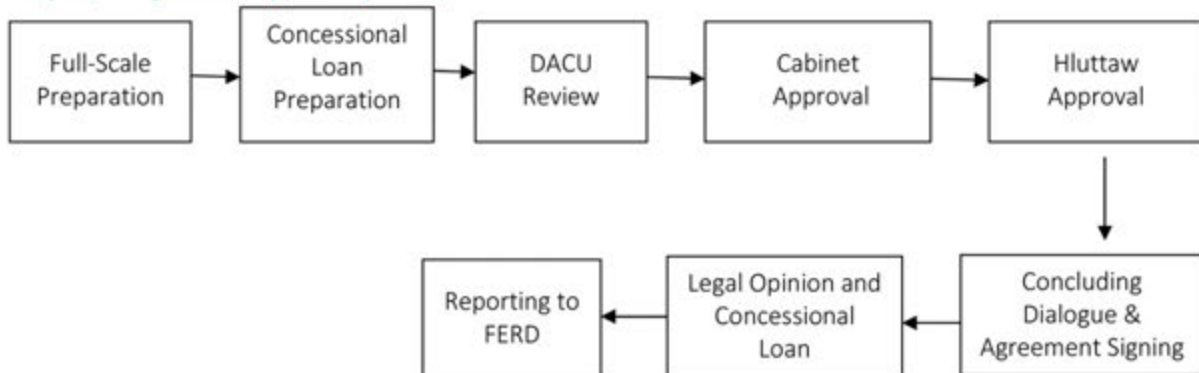 Full-Scale
Preparation
Concessional
Loan
Preparation
DACU
Review
Cabinet
Approval
Hluttaw
Approval
Concluding
Dialogue &
Agreement Signing
Legal Opinion and
Concessional
Loan
Reporting to
FERD